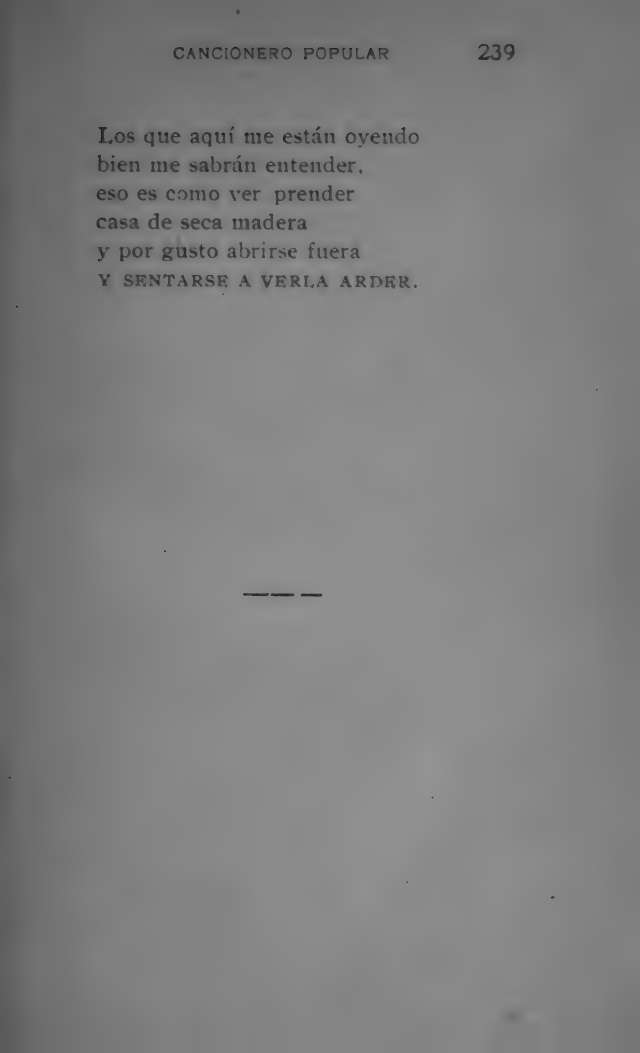 CANCIONERO POPULAR 239
Los que aquí me están oyendo
bien me sabrán entender,
eso es como ver prender
casa de seca madera
y por gusto abrirse fuera
Y SENTARSE A VERLA ARDER.